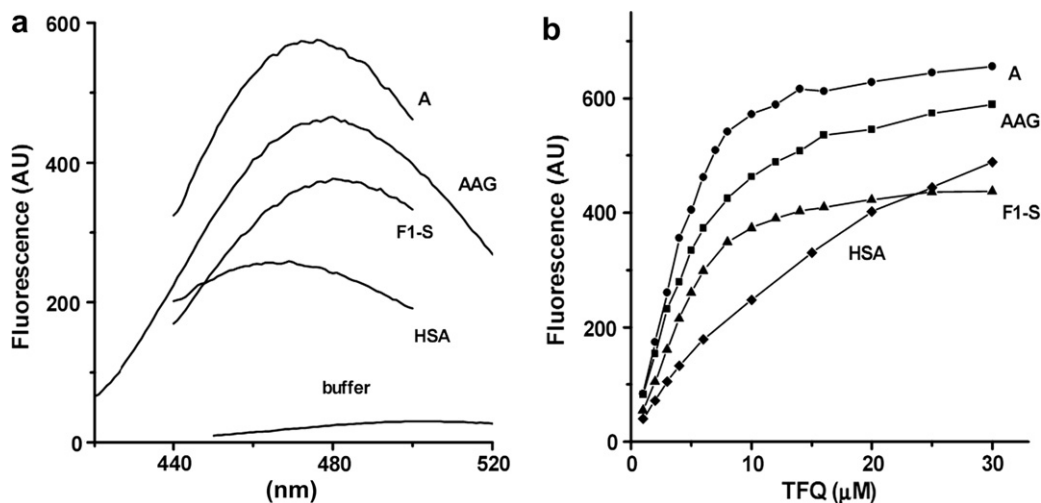 a
600
400
200
0
Fluorescence (AU)
A
AAG
F1-S
HSA
buffer
440
480
520
(nm)
b
600
400
200
0
Fluorescence (AU)
A
AAG
F1-S
HSA
0
10
20
30
TFQ (μM)